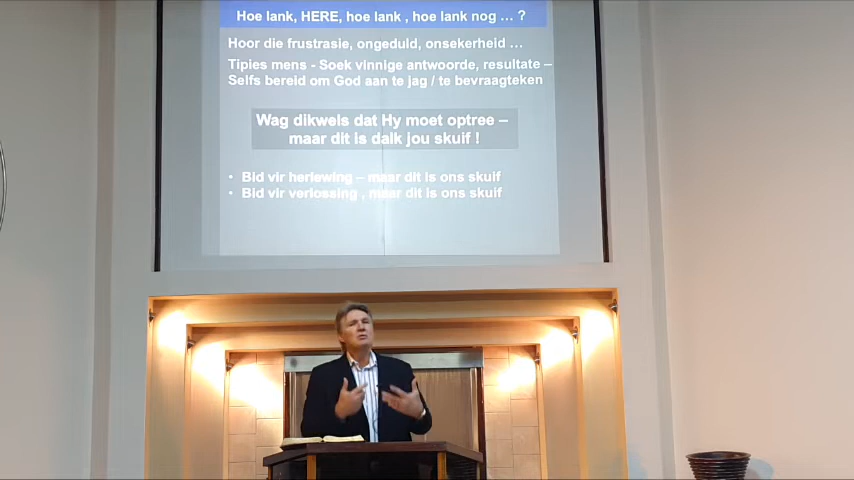 Hoe lank, HERE, hoe lank , hoe lank nog … ?
Hoor die frustrasie, ongeduld, onsekerheid …
Tipies mens - Soek vinnige antwoorde, resultate –
Selfs bereid om God aan te jag / te bevraagteken
Wag dikwels dat Hy moet optree –
maar dit is dalk jou skuif !
• Bid vir herlewing – maar dit is ons skuif
• Bid vir verlossing , maar dit is ons skuif